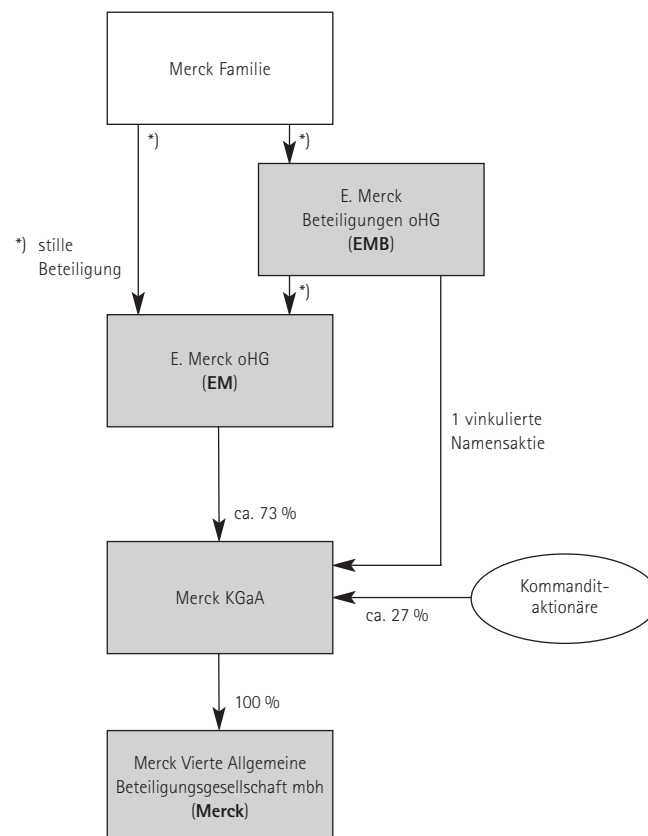 Merck Familie
*)
*)
E. Merck
Beteiligungen oHG
(EMB)
*) stille
Beteiligung
*)
E. Merck oHG
(EM)
1 vinkulierte
Namensaktie
ca. 73 %
Merck KGaA
Kommandit-
aktionäre
ca. 27 %
100 %
Merck Vierte Allgemeine
Beteiligungsgesellschaft mbh
(Merck)